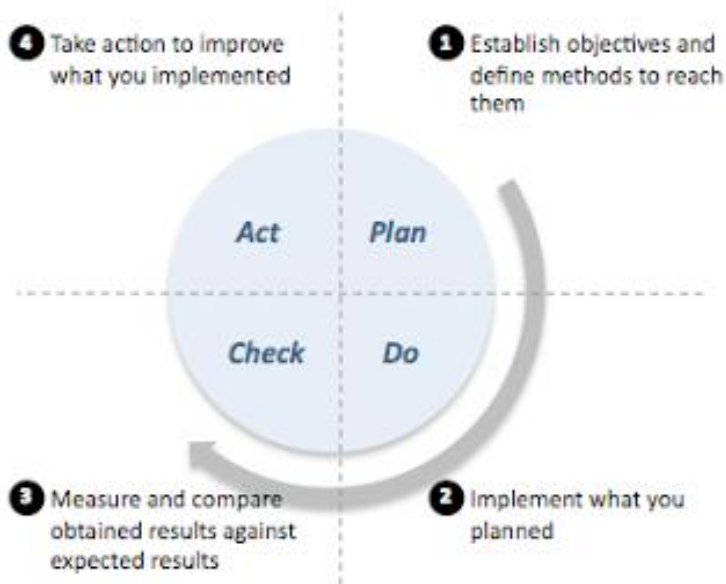 4 Take action to improve
what you implemented
1 Establish objectives and
define methods to reach
them
Act
Plan
Check
Do
3 Measure and compare
obtained results against
expected results
2 Implement what you
planned